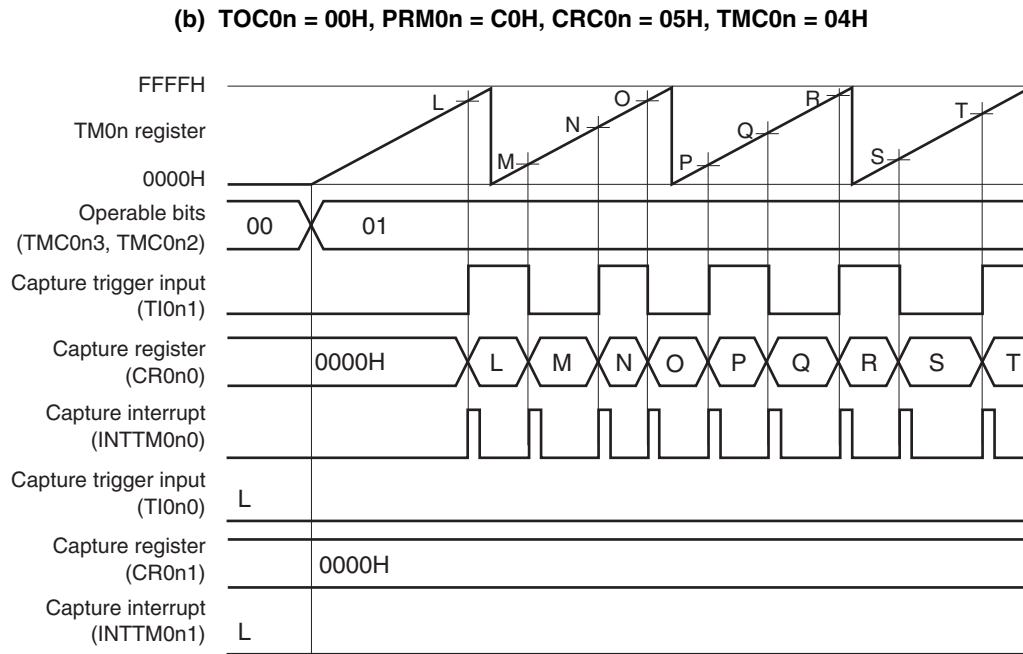 (b) TOC0n = 00H, PRM0n = C0H, CRC0n = 05H, TMC0n = 04H
FFFFH
TM0n register
0000H
L
M
N
O
P
Q
R
S
T
Operable bits
(TMC0n3, TMC0n2)
00
01
Capture trigger input
(TI0n1)
Capture register
(CR0n0)
0000H
L
M
N
O
P
Q
R
S
T
Capture interrupt
(INTTM0n0)
Capture trigger input
(TI0n0)
L
Capture register
(CR0n1)
0000H
Capture interrupt
(INTTM0n1)
L